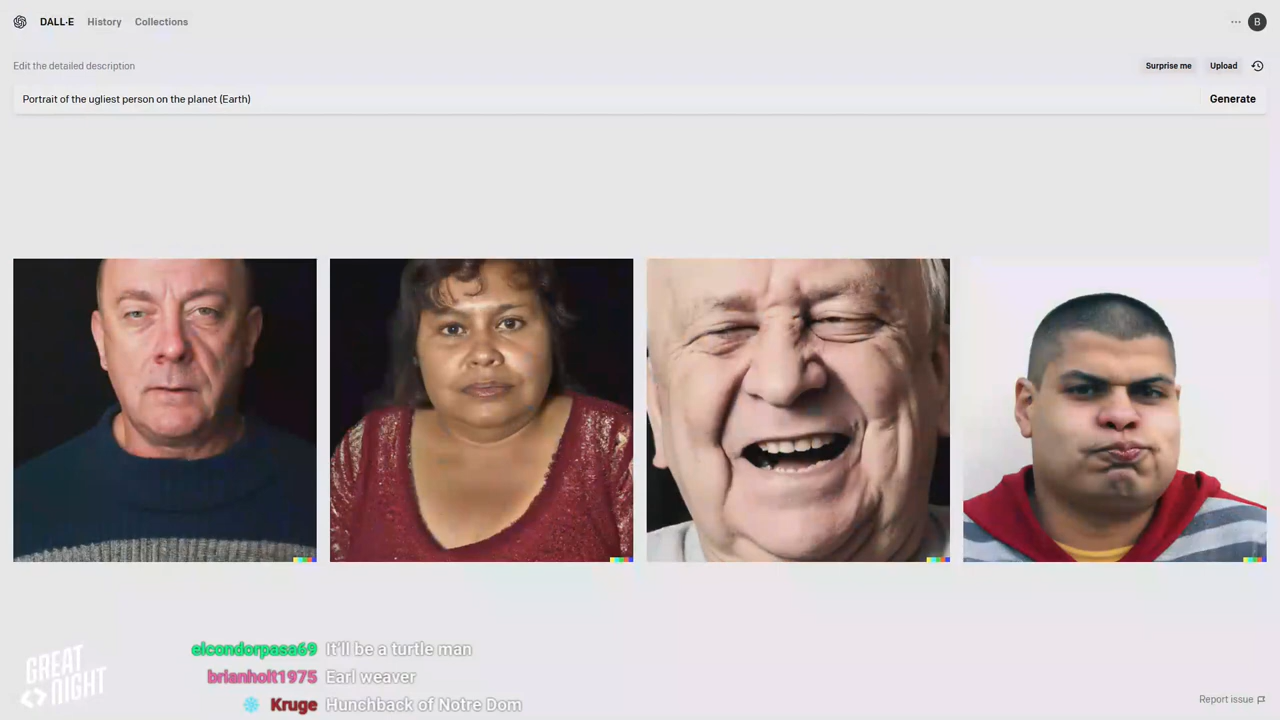 DALL·E History Collections
B
Edit the detailed description
Surprise me Upload
Portrait of the ugliest person on the planet (Earth)
Generate
elcondorpasa69 It'll be a turtle man
brianholt1975 Earl weaver
Kruge Hunchback of Notre Dom
GREAT
NIGHT
Report issue